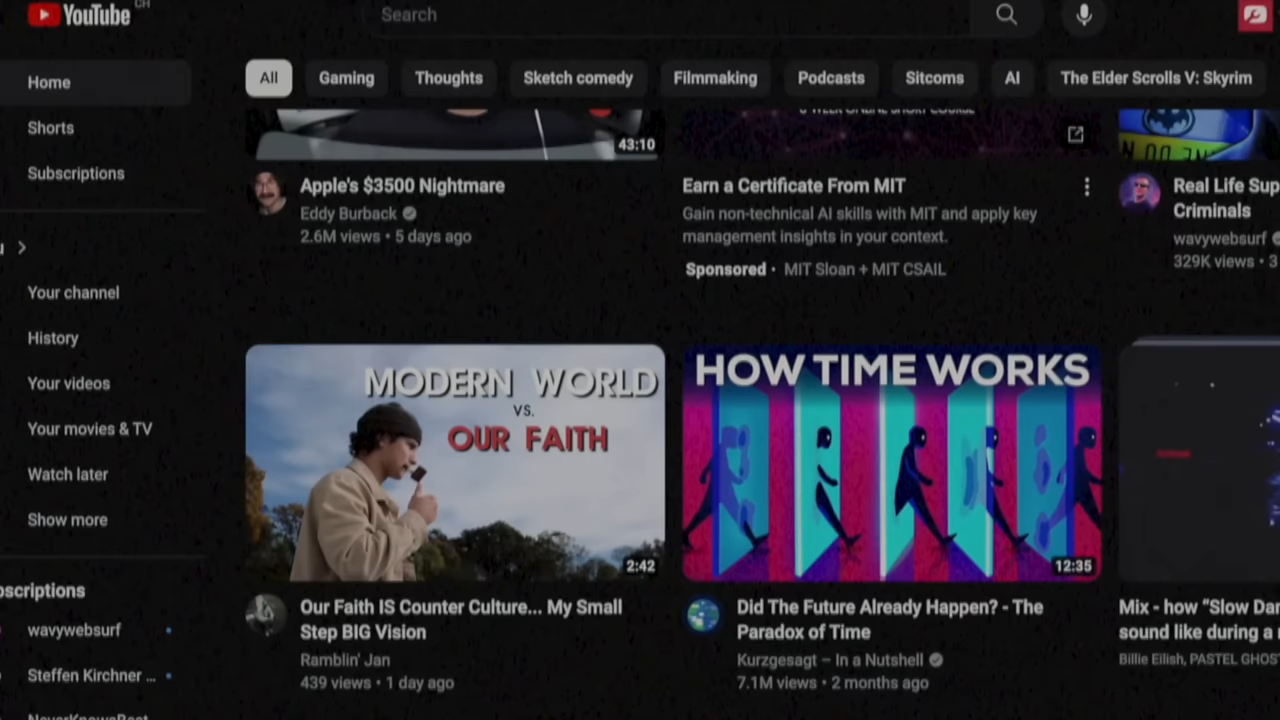 YouTube CH
Search
Home
Shorts
Subscriptions
Your channel
History
Your videos
Your movies & TV
Watch later
Show more
wavywebsurf
Steffen Kirchner ...
All
Gaming
Thoughts
Sketch comedy
Filmmaking
Podcasts
Sitcoms
AI
The Elder Scrolls V: Skyrim
43:10
Apple's $3500 Nightmare
Eddy Burback
2.6M views • 5 days ago
6 WEEK ONLINE SHORT COURSE
Earn a Certificate From MIT
Gain non-technical AI skills with MIT and apply key
management insights in your context.
Sponsored • MIT Sloan + MIT CSAIL
Real Life Sup
Criminals
wavywebsurf
329K views • 3
MODERN WORLD
VS.
OUR FAITH
2:42
Our Faith IS Counter Culture... My Small
Step BIG Vision
Ramblin' Jan
439 views • 1 day ago
HOW TIME WORKS
12:35
Did The Future Already Happen? - The
Paradox of Time
Kurzgesagt – In a Nutshell
7.1M views • 2 months ago
Mix - how “Slow Dan
sound like during a
Billie Eilish, PASTEL GHOST